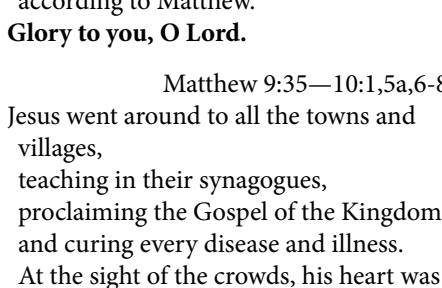 according to Matthew.
Glory to you, O Lord.
Matthew 9:35—10:1,5a,6-8
Jesus went around to all the towns and
villages,
teaching in their synagogues,
proclaiming the Gospel of the Kingdom
and curing every disease and illness.
At the sight of the crowds, his heart was